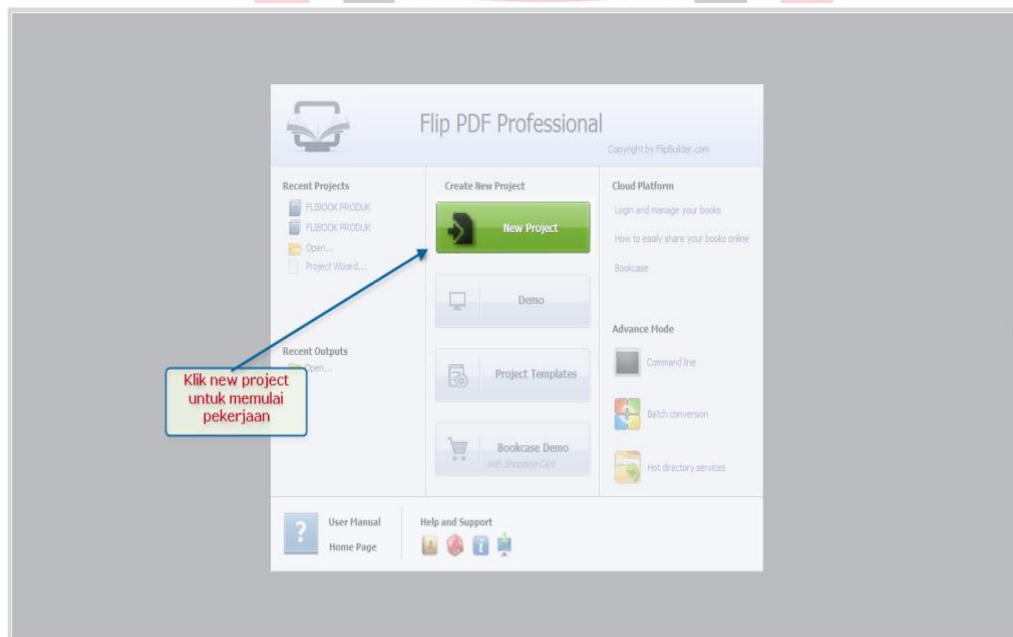 Flip PDF Professional
Copyright by FlipBuilder.com
Recent Projects
FLIBOOK PRODUK
FLIBOOK PRODUK
Open...
Project Wizard...
Recent Outputs
Open...
Klik new project
untuk memulai
pekerjaan
Create New Project
New Project
Demo
Project Templates
Bookcase Demo
with Shopping Cart
Cloud Platform
Login and manage your books
How to easily share your books online
Bookcase
Advance Mode
Command line
Batch conversion
Hot directory services
User Manual
Home Page
Help and Support